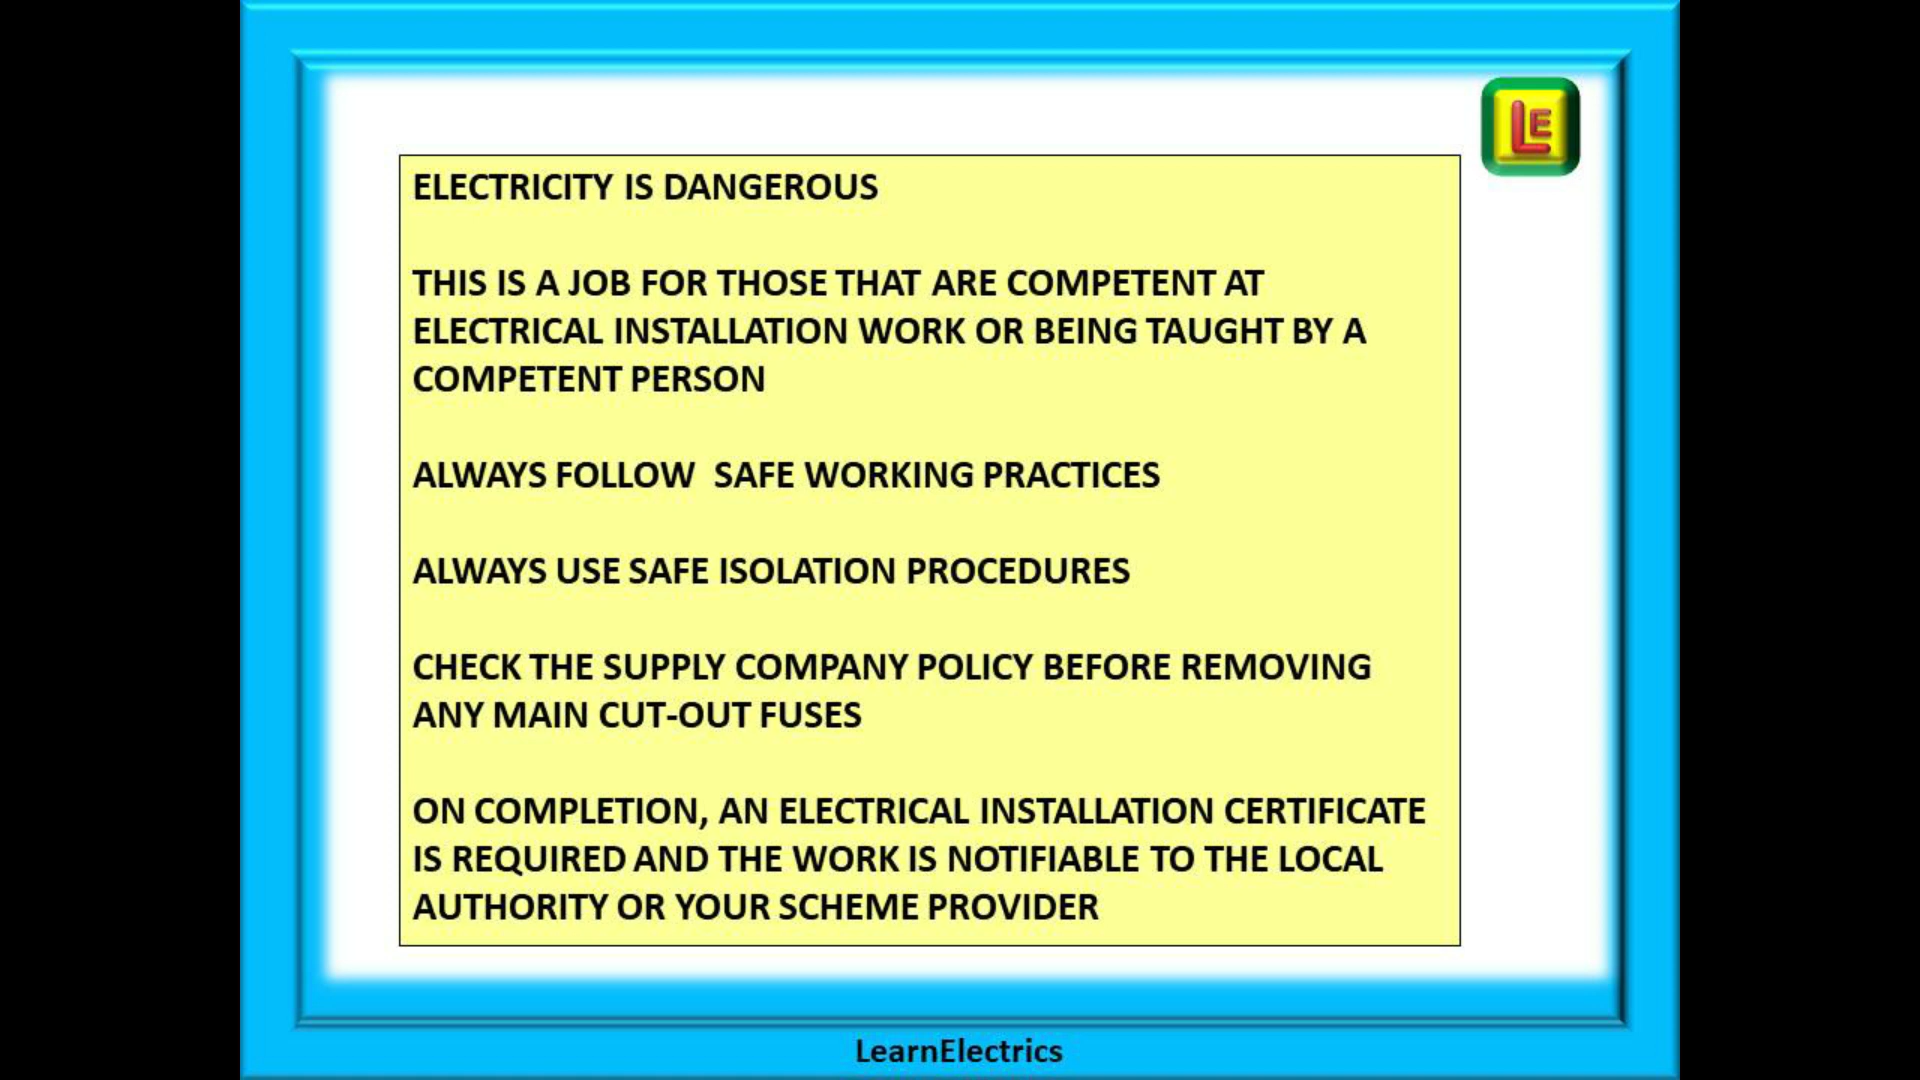 LE
ELECTRICITY IS DANGEROUS
THIS IS A JOB FOR THOSE THAT ARE COMPETENT AT
ELECTRICAL INSTALLATION WORK OR BEING TAUGHT BY A
COMPETENT PERSON
ALWAYS FOLLOW  SAFE WORKING PRACTICES
ALWAYS USE SAFE ISOLATION PROCEDURES
CHECK THE SUPPLY COMPANY POLICY BEFORE REMOVING
ANY MAIN CUT-OUT FUSES
ON COMPLETION, AN ELECTRICAL INSTALLATION CERTIFICATE
IS REQUIRED AND THE WORK IS NOTIFIABLE TO THE LOCAL
AUTHORITY OR YOUR SCHEME PROVIDER
LearnElectrics